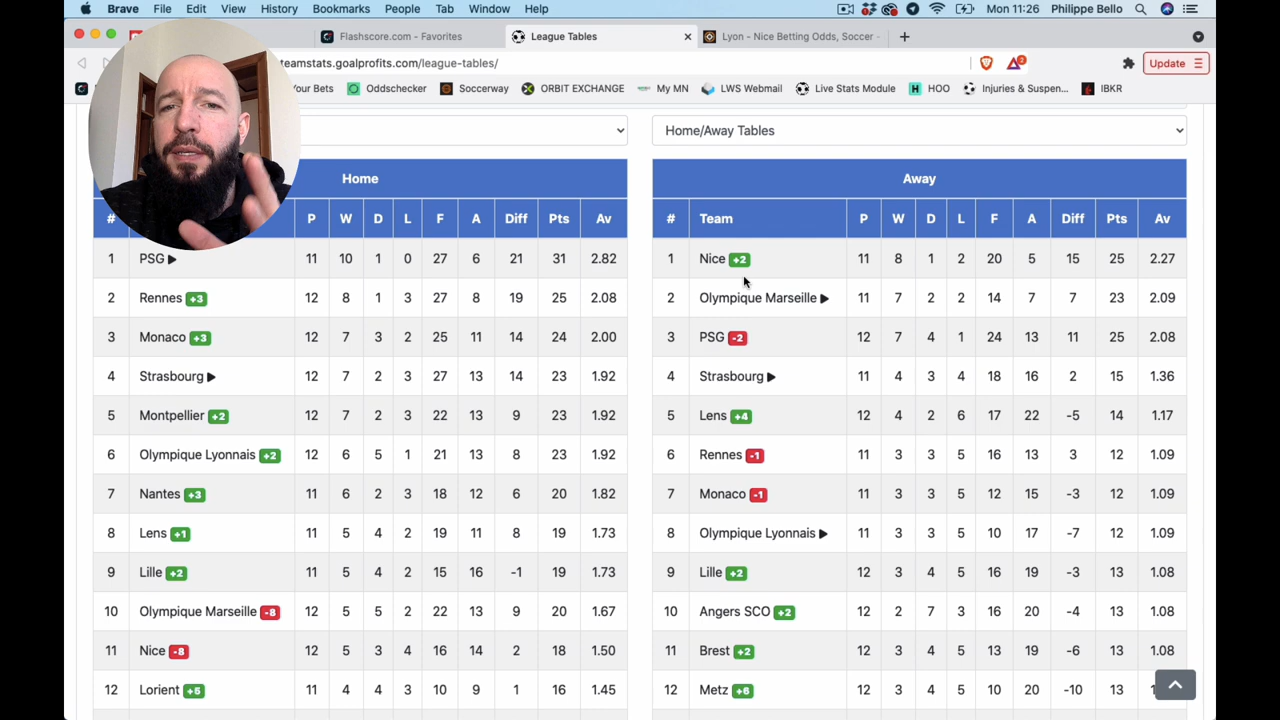 Brave File Edit View History Bookmarks People Tab Window Help Mon 11:26 Philippe Bello
Flashscore.com - Favorites League Tables Lyon - Nice Betting Odds, Soccer -
teamstats.goalprofits.com/league-tables/ 2 Update
Your Bets Oddschecker Soccerway ORBIT EXCHANGE My MN LWS Webmail Live Stats Module HOO Injuries & Suspen... IBKR
Home/Away Tables
Home
# P W D L F A Diff Pts Av
1 PSG 11 10 1 0 27 6 21 31 2.82
2 Rennes +3 12 8 1 3 27 8 19 25 2.08
3 Monaco +3 12 7 3 2 25 11 14 24 2.00
4 Strasbourg 12 7 2 3 27 13 14 23 1.92
5 Montpellier +2 12 7 2 3 22 13 9 23 1.92
6 Olympique Lyonnais +2 12 6 5 1 21 13 8 23 1.92
7 Nantes +3 11 6 2 3 18 12 6 20 1.82
8 Lens +1 11 5 4 2 19 11 8 19 1.73
9 Lille +2 11 5 4 2 15 16 -1 19 1.73
10 Olympique Marseille -8 12 5 5 2 22 13 9 20 1.67
11 Nice -8 12 5 3 4 16 14 2 18 1.50
12 Lorient +5 11 4 4 3 10 9 1 16 1.45
Away
# Team P W D L F A Diff Pts Av
1 Nice +2 11 8 1 2 20 5 15 25 2.27
2 Olympique Marseille 11 7 2 2 14 7 7 23 2.09
3 PSG -2 12 7 4 1 24 13 11 25 2.08
4 Strasbourg 11 4 3 4 18 16 2 15 1.36
5 Lens +4 12 4 2 6 17 22 -5 14 1.17
6 Rennes -1 11 3 3 5 16 13 3 12 1.09
7 Monaco -1 11 3 3 5 12 15 -3 12 1.09
8 Olympique Lyonnais 11 3 3 5 10 17 -7 12 1.09
9 Lille +2 12 3 4 5 16 19 -3 13 1.08
10 Angers SCO +2 12 2 7 3 16 20 -4 13 1.08
11 Brest +2 12 3 4 5 13 19 -6 13 1.08
12 Metz +6 12 3 4 5 10 20 -10 13